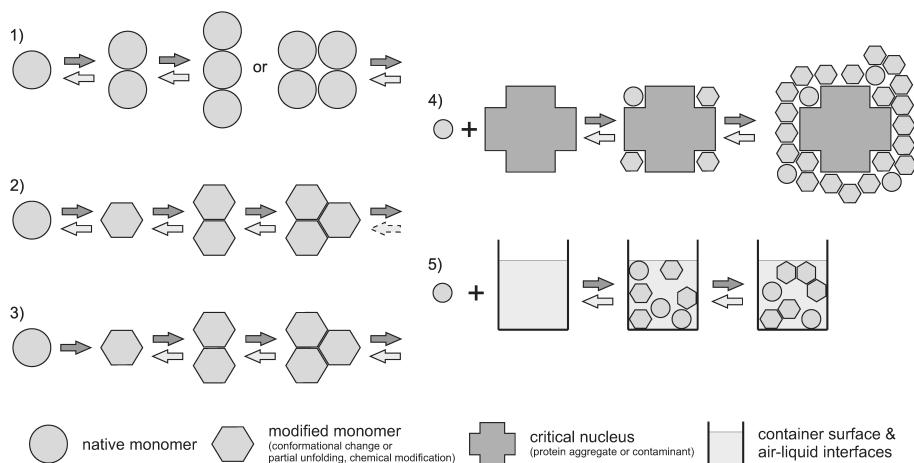 1)
or
2)
3)
4)
+
5)
+
native monomer
modified monomer
(conformational change or
partial unfolding, chemical modification)
critical nucleus
(protein aggregate or contaminant)
container surface &
air-liquid interfaces